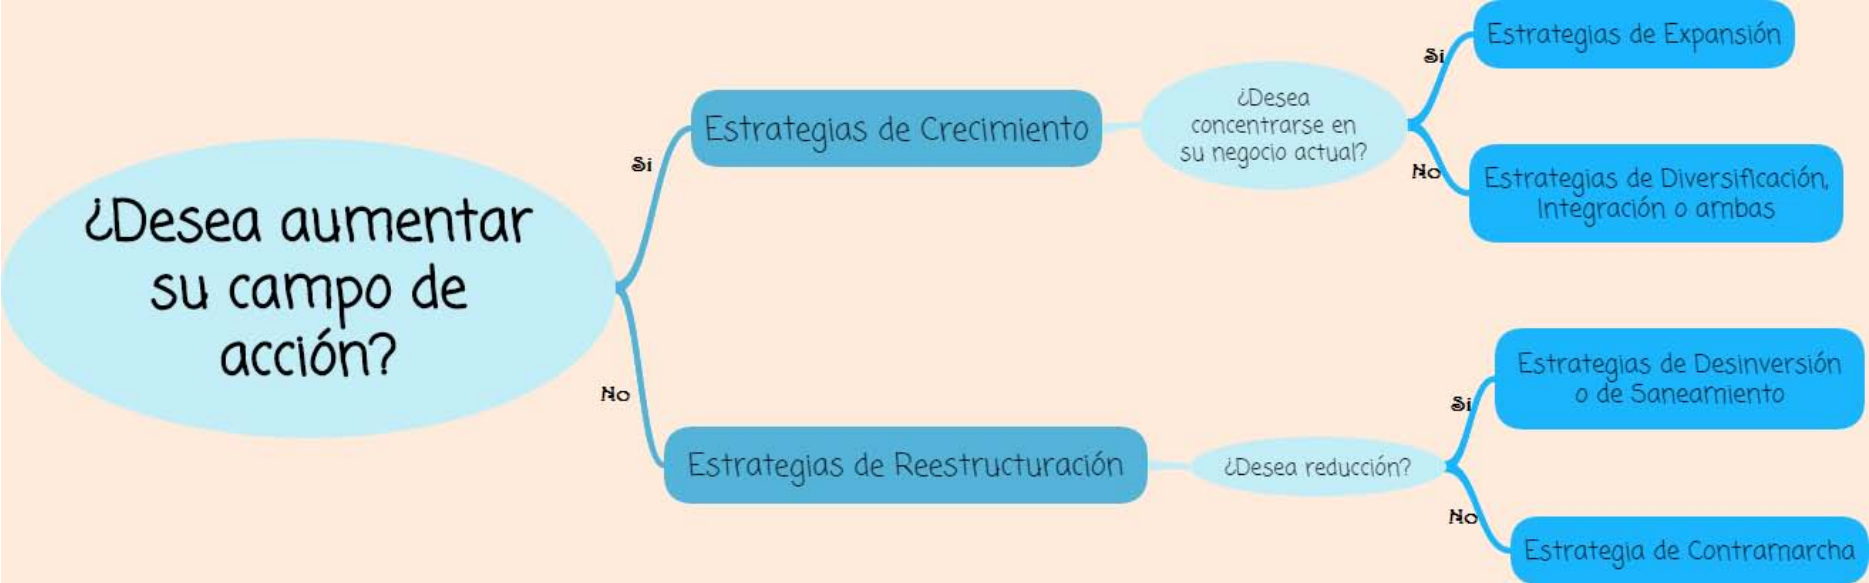 ¿Desea aumentar
su campo de
acción?
Si
Estrategias de Crecimiento
¿Desea
concentrarse en
su negocio actual?
Si
Estrategias de Expansión
No
Estrategias de Diversificación,
Integración o ambas
No
Estrategias de Reestructuración
¿Desea reducción?
Si
Estrategias de Desinversión
o de Saneamiento
No
Estrategia de Contramarcha